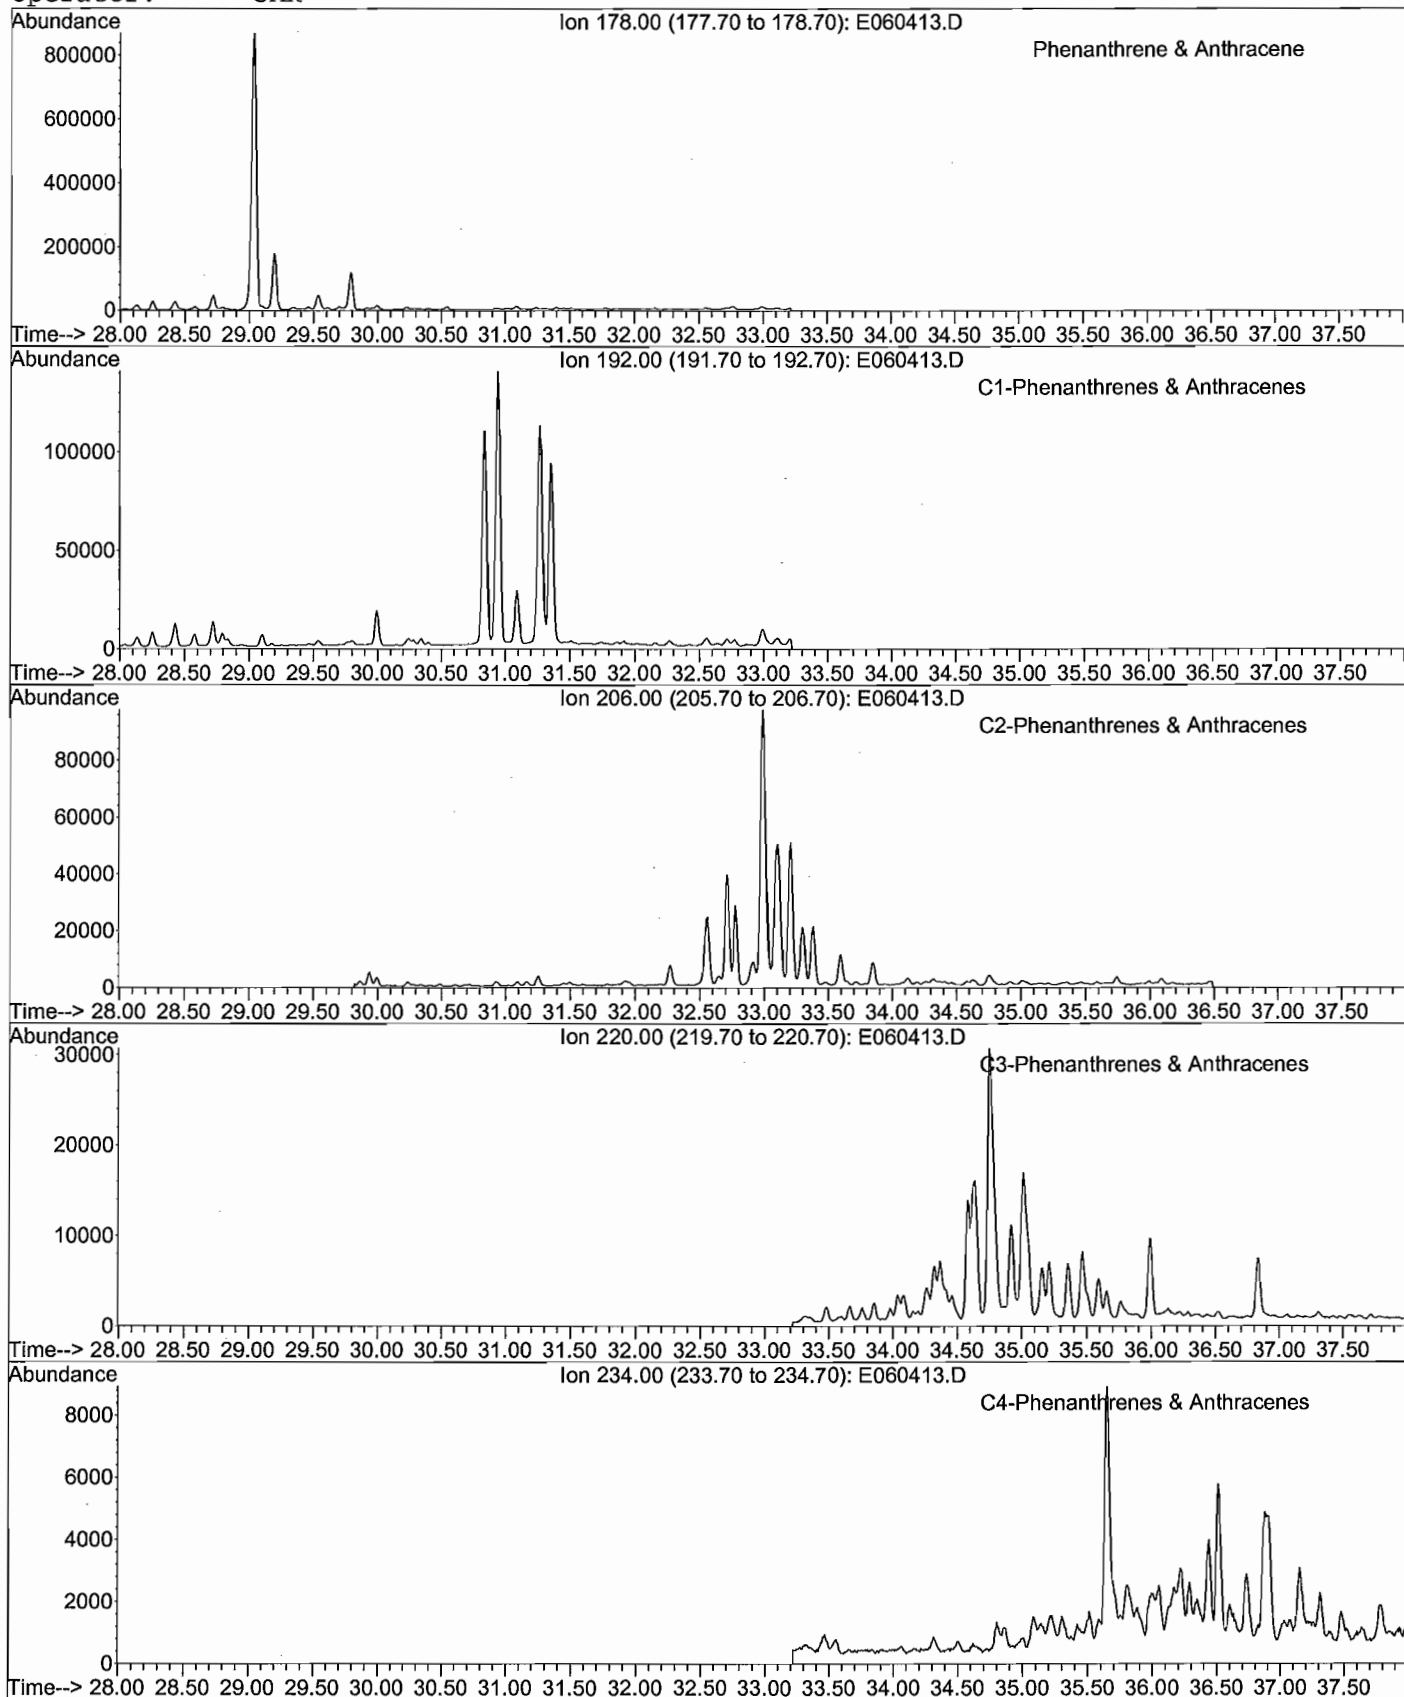 Abundance
Ion 178.00 (177.70 to 178.70): E060413.D
Phenanthrene & Anthracene
800000
600000
400000
200000
0
Time--> 28.00 28.50 29.00 29.50 30.00 30.50 31.00 31.50 32.00 32.50 33.00 33.50 34.00 34.50 35.00 35.50 36.00 36.50 37.00 37.50
Abundance
Ion 192.00 (191.70 to 192.70): E060413.D
C1-Phenanthrenes & Anthracenes
100000
50000
0
Time--> 28.00 28.50 29.00 29.50 30.00 30.50 31.00 31.50 32.00 32.50 33.00 33.50 34.00 34.50 35.00 35.50 36.00 36.50 37.00 37.50
Abundance
Ion 206.00 (205.70 to 206.70): E060413.D
C2-Phenanthrenes & Anthracenes
80000
60000
40000
20000
0
Time--> 28.00 28.50 29.00 29.50 30.00 30.50 31.00 31.50 32.00 32.50 33.00 33.50 34.00 34.50 35.00 35.50 36.00 36.50 37.00 37.50
Abundance
Ion 220.00 (219.70 to 220.70): E060413.D
30000
C3-Phenanthrenes & Anthracenes
20000
10000
0
Time--> 28.00 28.50 29.00 29.50 30.00 30.50 31.00 31.50 32.00 32.50 33.00 33.50 34.00 34.50 35.00 35.50 36.00 36.50 37.00 37.50
Abundance
Ion 234.00 (233.70 to 234.70): E060413.D
C4-Phenanthrenes & Anthracenes
8000
6000
4000
2000
0
Time--> 28.00 28.50 29.00 29.50 30.00 30.50 31.00 31.50 32.00 32.50 33.00 33.50 34.00 34.50 35.00 35.50 36.00 36.50 37.00 37.50